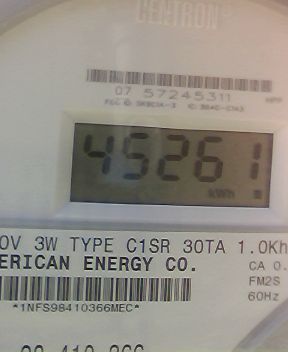 CENTRON
07 57245311
45261
kWh
0V 3W TYPE C1SR 30TA 1.0Kh
ERICAN ENERGY CO.
CA 0.
FM2S
*1NFS98410366MEC*
60Hz